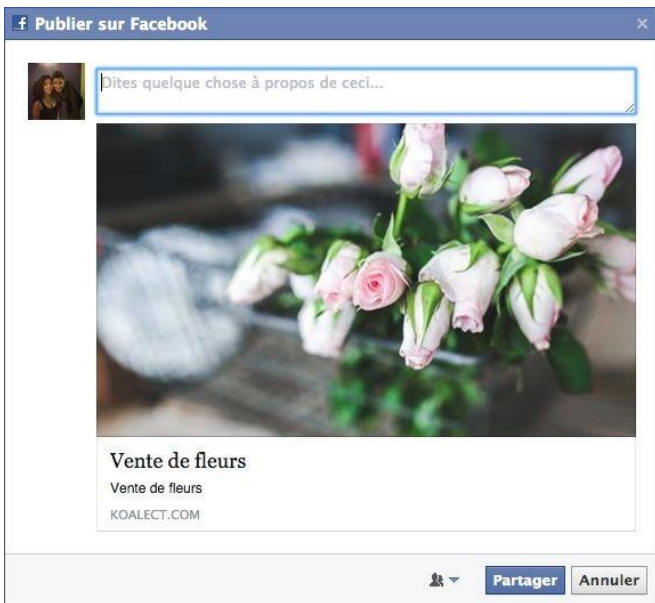 Publier sur Facebook
Dites quelque chose à propos de ceci...
Vente de fleurs
Vente de fleurs
KOALECT.COM
Partager
Annuler